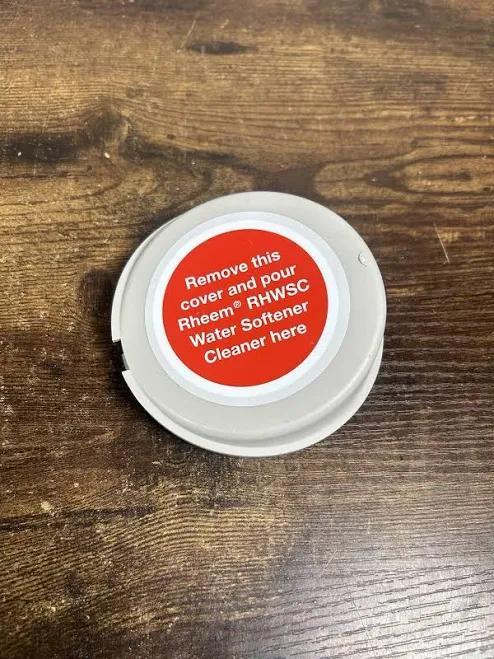 Remove this
cover and pour
Rheem® RHWSC
Water Softener
Cleaner here